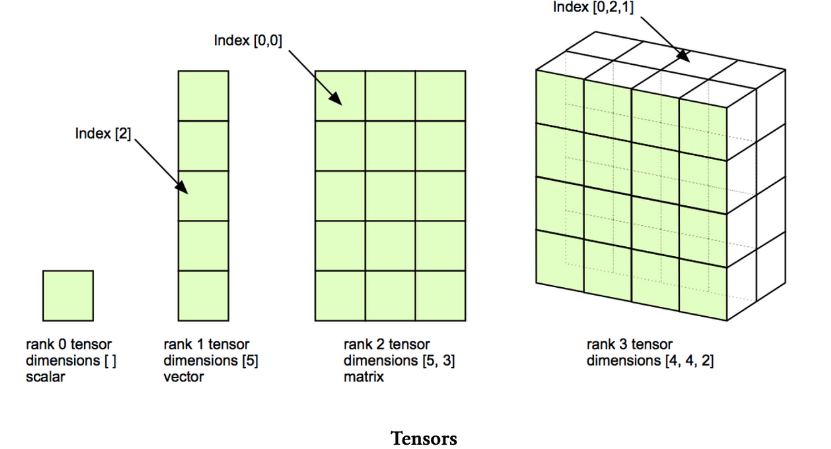 Index [0,2,1]
Index [0,0]
Index [2]
rank 0 tensor
dimensions [ ]
scalar
rank 1 tensor
dimensions [5]
vector
rank 2 tensor
dimensions [5, 3]
matrix
rank 3 tensor
dimensions [4, 4, 2]
Tensors